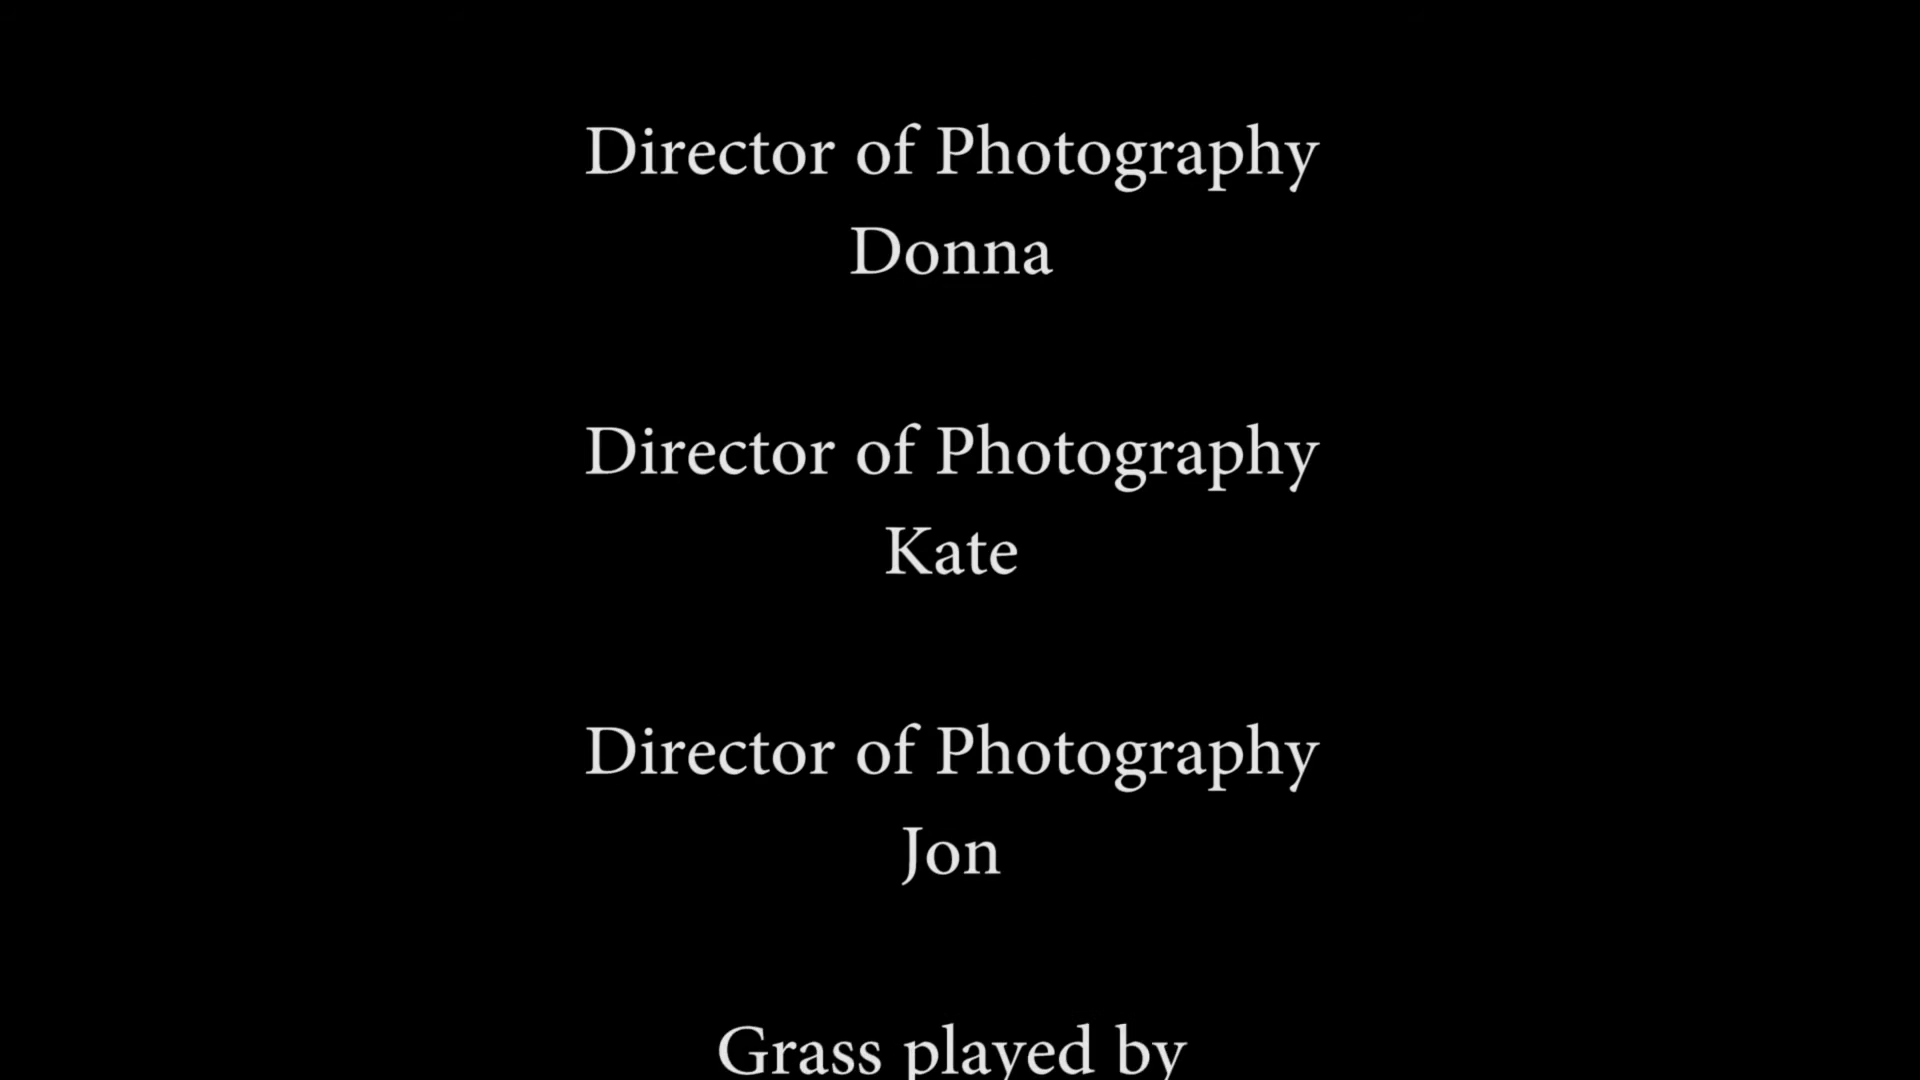 Director of Photography
Donna
Director of Photography
Kate
Director of Photography
Jon
Grass played by